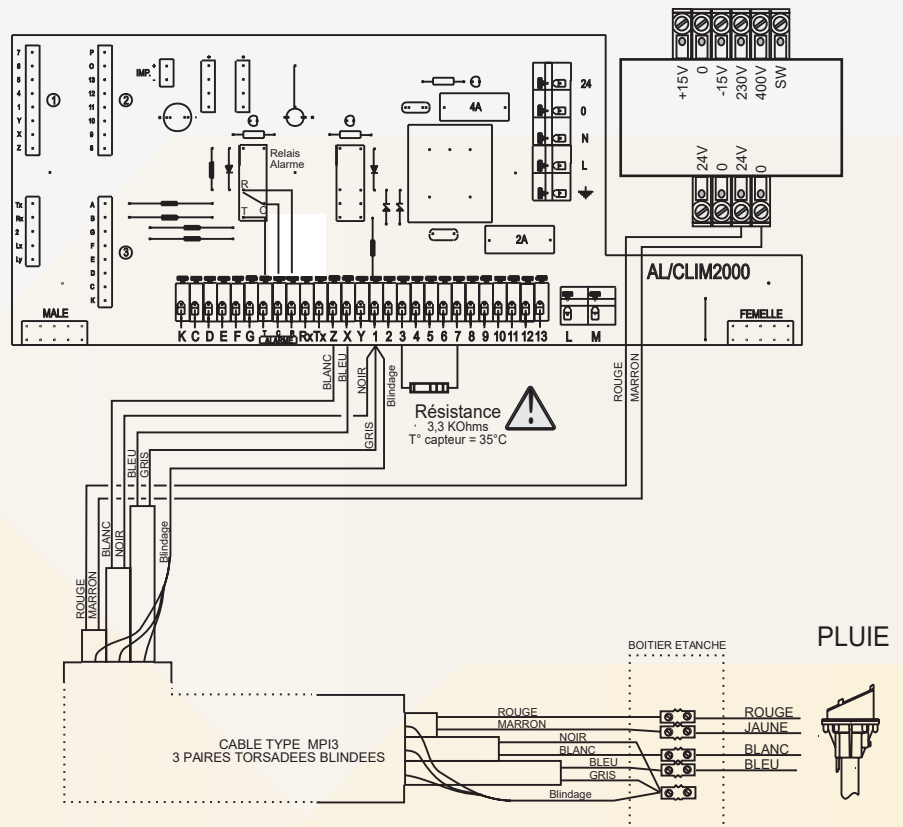 +15V
0
-15V
230V
400V
SW
24V
0
24V
0
7
6
5
4
1
Y
X
Z
①
P
O
13
12
11
10
9
8
②
IMP.
+
-
+
+
Relais
Alarme
R
T C
4A
2A
24
0
N
L
Tx
Rx
2
Lx
Ly
A
B
G
F
E
D
C
K
③
AL/CLIM2000
MALE
FEMELLE
K C D E F G T C R Rx Tx Z X Y 1 2 3 4 5 6 7 8 9 10 11 12 13
ALARME
L M
BLANC
BLEU
NOIR
GRIS
Blindage
Résistance
3,3 KOhms
T° capteur = 35°C
ROUGE
MARRON
BLEU
GRIS
BLANC
NOIR
Blindage
ROUGE
MARRON
CABLE TYPE MPI3
3 PAIRES TORSADEES BLINDEES
BOITIER ETANCHE
PLUIE
ROUGE
MARRON
NOIR
BLANC
BLEU
GRIS
Blindage
ROUGE
JAUNE
BLANC
BLEU